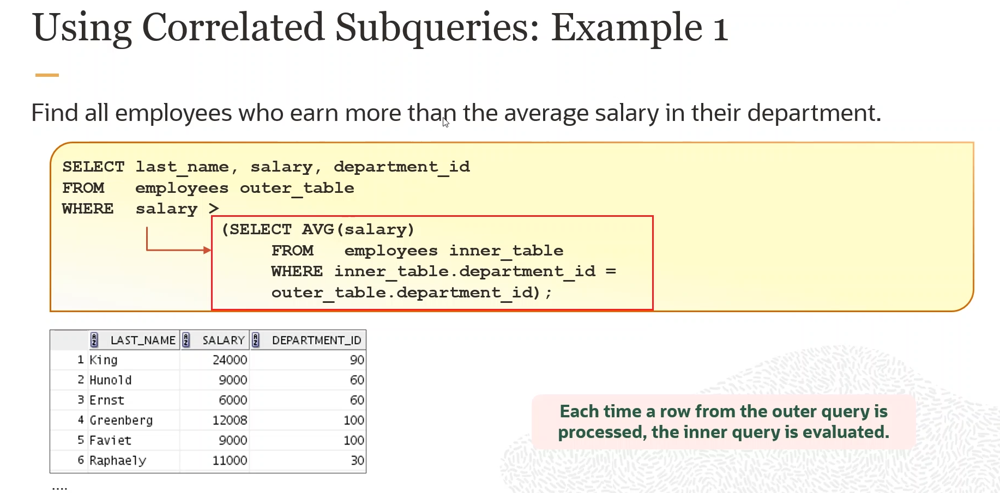 Using Correlated Subqueries: Example 1
Find all employees who earn more than the average salary in their department.
SELECT last_name, salary, department_id
FROM employees outer_table
WHERE salary >
(SELECT AVG(salary)
FROM employees inner_table
WHERE inner_table.department_id =
outer_table.department_id);
LAST_NAME SALARY DEPARTMENT_ID
1 King 24000 90
2 Hunold 9000 60
3 Ernst 6000 60
4 Greenberg 12008 100
5 Faviet 9000 100
6 Raphaely 11000 30
....
Each time a row from the outer query is
processed, the inner query is evaluated.